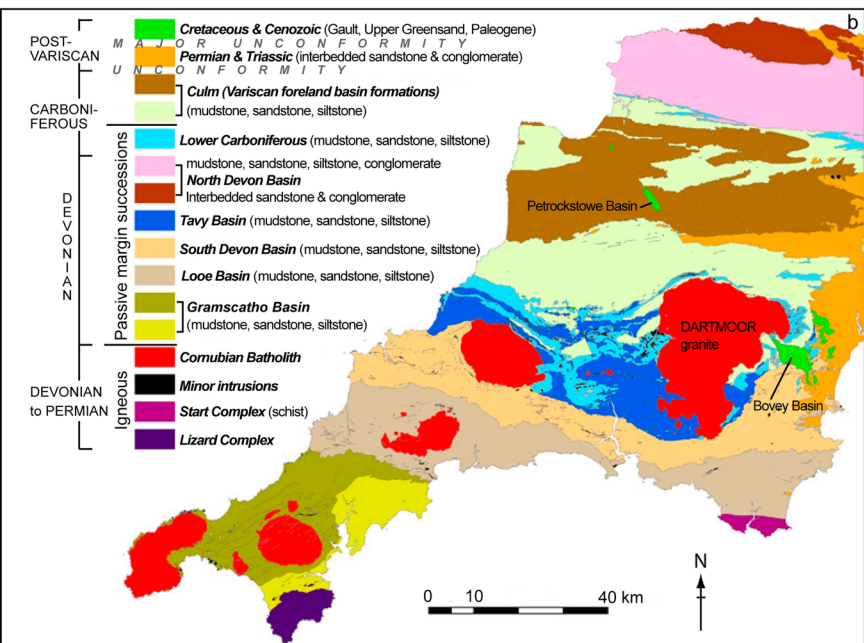 b
POST-
VARISCAN
Cretaceous & Cenozoic (Gault, Upper Greensand, Paleogene)
MAJOR UNCONFORMITY
Permian & Triassic (interbedded sandstone & conglomerate)
UNCONFORMITY
CARBONI-
FEROUS
Culm (Variscan foreland basin formations)
(mudstone, sandstone, siltstone)
DEVONIAN
Passive margin successions
Lower Carboniferous (mudstone, sandstone, siltstone)
mudstone, sandstone, siltstone, conglomerate
North Devon Basin
Interbedded sandstone & conglomerate
Tavy Basin (mudstone, sandstone, siltstone)
South Devon Basin (mudstone, sandstone, siltstone)
Looe Basin (mudstone, sandstone, siltstone)
Gramscatho Basin
(mudstone, sandstone, siltstone)
DEVONIAN
to PERMIAN
Igneous
Cornubian Batholith
Minor intrusions
Start Complex (schist)
Lizard Complex
Petrockstowe Basin
DARTMOOR
granite
Bovey Basin
0 10 40 km
N